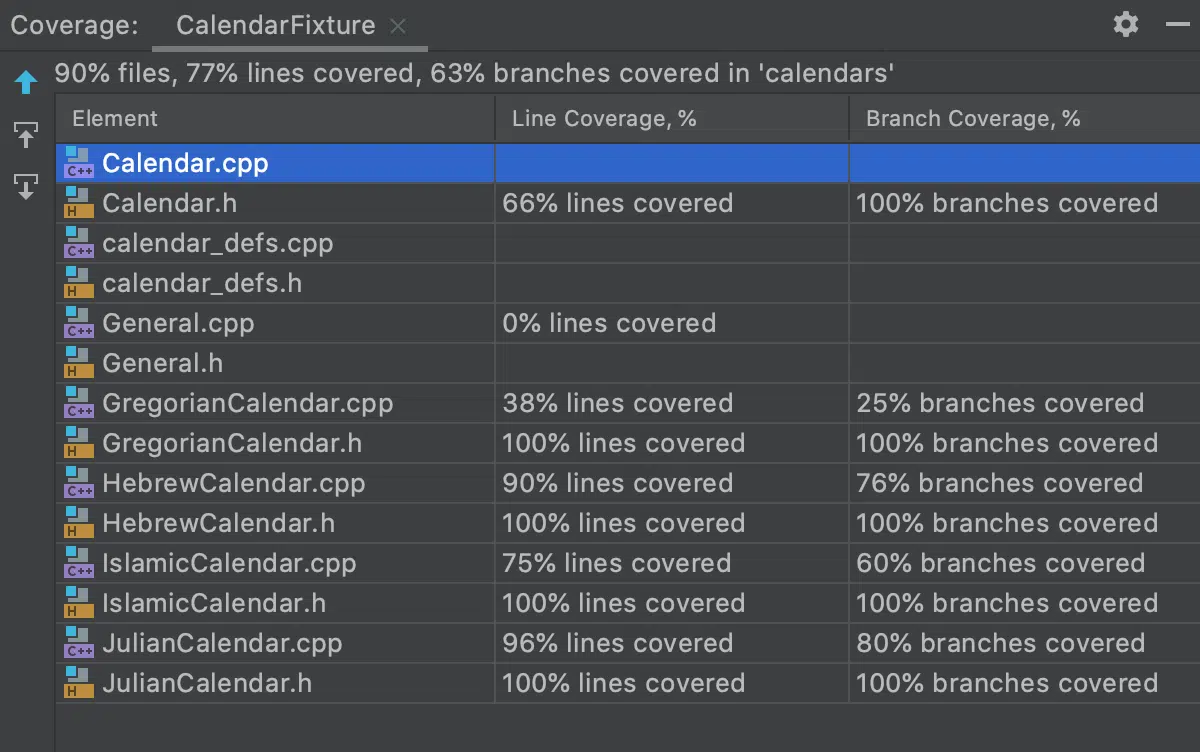 Coverage: CalendarFixture
90% files, 77% lines covered, 63% branches covered in 'calendars'
Element Line Coverage, % Branch Coverage, %
C++ Calendar.cpp
H Calendar.h 66% lines covered 100% branches covered
C++ calendar_defs.cpp
H calendar_defs.h
C++ General.cpp 0% lines covered
H General.h
C++ GregorianCalendar.cpp 38% lines covered 25% branches covered
H GregorianCalendar.h 100% lines covered 100% branches covered
C++ HebrewCalendar.cpp 90% lines covered 76% branches covered
H HebrewCalendar.h 100% lines covered 100% branches covered
C++ IslamicCalendar.cpp 75% lines covered 60% branches covered
H IslamicCalendar.h 100% lines covered 100% branches covered
C++ JulianCalendar.cpp 96% lines covered 80% branches covered
H JulianCalendar.h 100% lines covered 100% branches covered